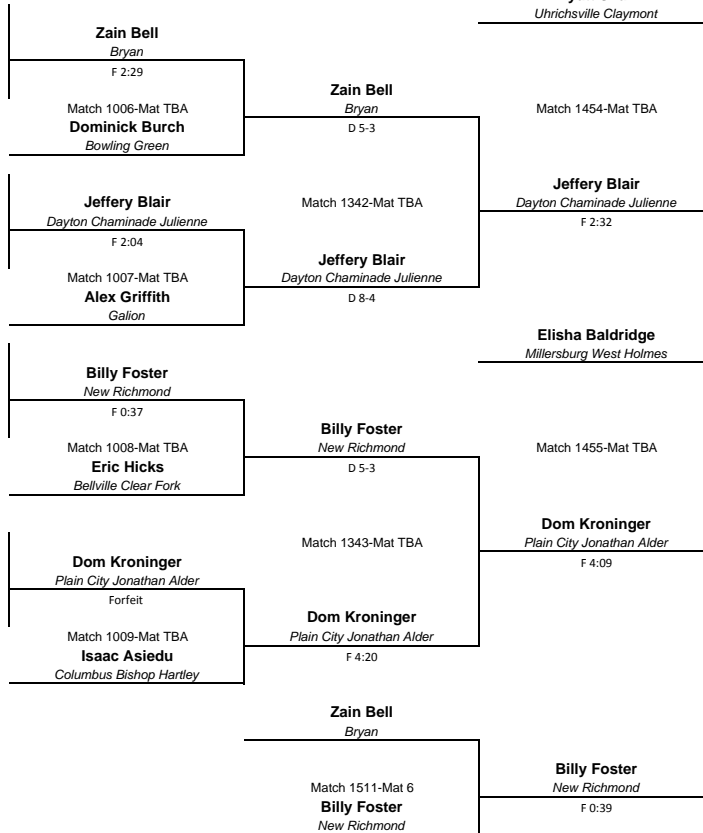 Uhrichsville Claymont
Zain Bell
Bryan
F 2:29
Match 1006-Mat TBA
Dominick Burch
Bowling Green
Zain Bell
Bryan
D 5-3
Match 1454-Mat TBA
Jeffery Blair
Dayton Chaminade Julienne
F 2:04
Match 1342-Mat TBA
Jeffery Blair
Dayton Chaminade Julienne
F 2:32
Match 1007-Mat TBA
Alex Griffith
Galion
Jeffery Blair
Dayton Chaminade Julienne
D 8-4
Elisha Baldridge
Millersburg West Holmes
Billy Foster
New Richmond
F 0:37
Match 1008-Mat TBA
Eric Hicks
Bellville Clear Fork
Billy Foster
New Richmond
D 5-3
Match 1455-Mat TBA
Dom Kroninger
Plain City Jonathan Alder
Forfeit
Match 1343-Mat TBA
Dom Kroninger
Plain City Jonathan Alder
F 4:09
Match 1009-Mat TBA
Isaac Asiedu
Columbus Bishop Hartley
Dom Kroninger
Plain City Jonathan Alder
F 4:20
Zain Bell
Bryan
Match 1511-Mat 6
Billy Foster
New Richmond
Billy Foster
New Richmond
F 0:39